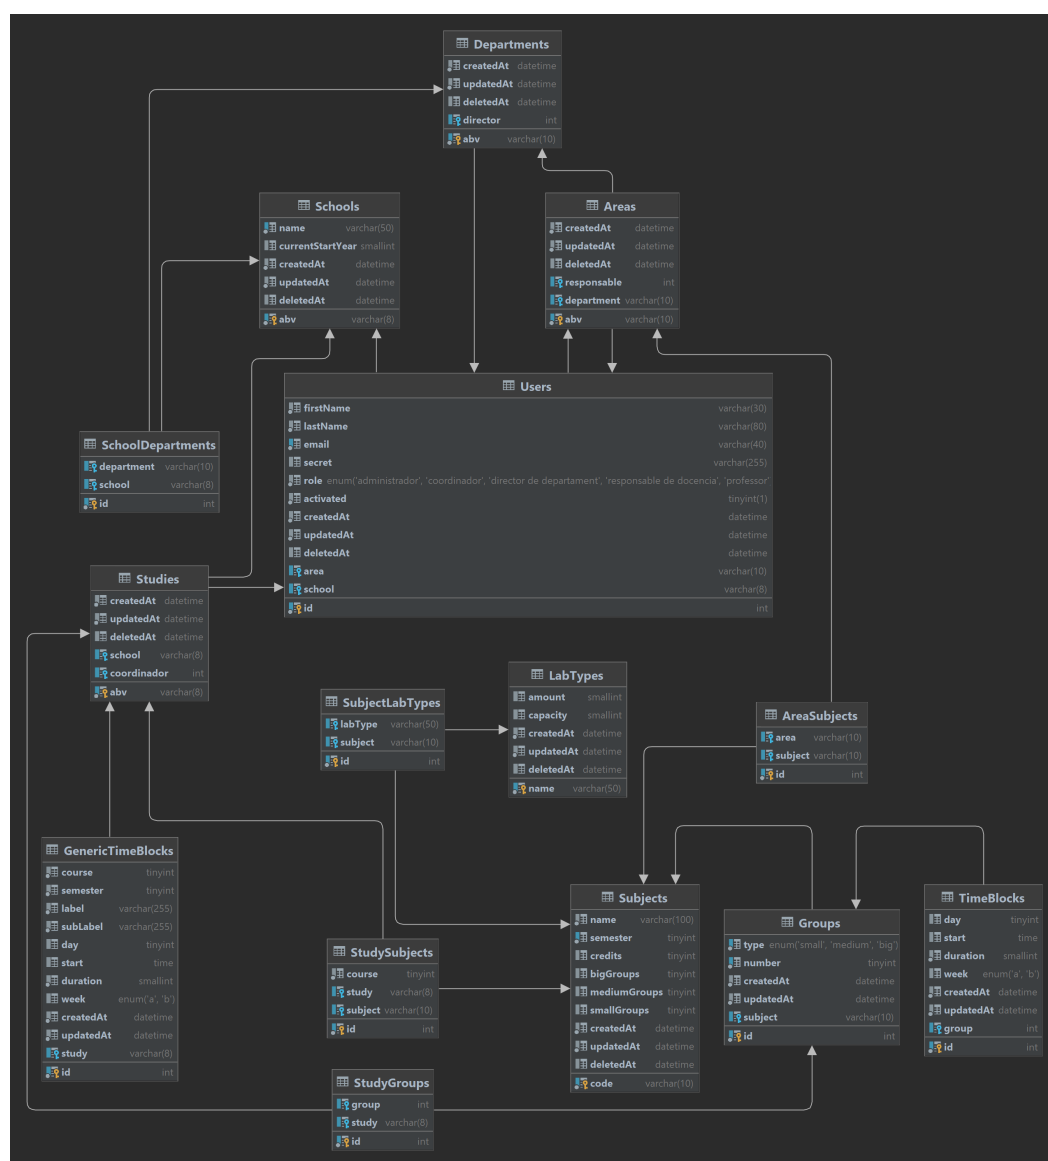 Departments
createdAt datetime
updatedAt datetime
deletedAt datetime
director int
abv varchar(10)
Schools
name varchar(50)
currentStartYear smallint
createdAt datetime
updatedAt datetime
deletedAt datetime
abv varchar(8)
Areas
createdAt datetime
updatedAt datetime
deletedAt datetime
responsable int
department varchar(10)
abv varchar(10)
Users
firstName varchar(30)
lastName varchar(80)
email varchar(40)
secret varchar(255)
role enum('administrador', 'coordinador', 'director de departament', 'responsable de docencia', 'professor'
activated tinyint(1)
createdAt datetime
updatedAt datetime
deletedAt datetime
area varchar(10)
school varchar(8)
id int
SchoolDepartments
department varchar(10)
school varchar(8)
id int
Studies
createdAt datetime
updatedAt datetime
deletedAt datetime
school varchar(8)
coordinador int
abv varchar(8)
SubjectLabTypes
labType varchar(50)
subject varchar(10)
id int
LabTypes
amount smallint
capacity smallint
createdAt datetime
updatedAt datetime
deletedAt datetime
name varchar(50)
AreaSubjects
area varchar(10)
subject varchar(10)
id int
GenericTimeBlocks
course tinyint
semester tinyint
label varchar(255)
subLabel varchar(255)
day tinyint
start time
duration smallint
week enum('a', 'b')
createdAt datetime
updatedAt datetime
study varchar(8)
id int
StudySubjects
course tinyint
study varchar(8)
subject varchar(10)
id int
Subjects
name varchar(100)
semester tinyint
credits tinyint
bigGroups tinyint
mediumGroups tinyint
smallGroups tinyint
createdAt datetime
updatedAt datetime
deletedAt datetime
code varchar(10)
Groups
type enum('small', 'medium', 'big')
number tinyint
createdAt datetime
updatedAt datetime
subject varchar(10)
id int
TimeBlocks
day tinyint
start time
duration smallint
week enum('a', 'b')
createdAt datetime
updatedAt datetime
group int
id int
StudyGroups
group int
study varchar(8)
id int